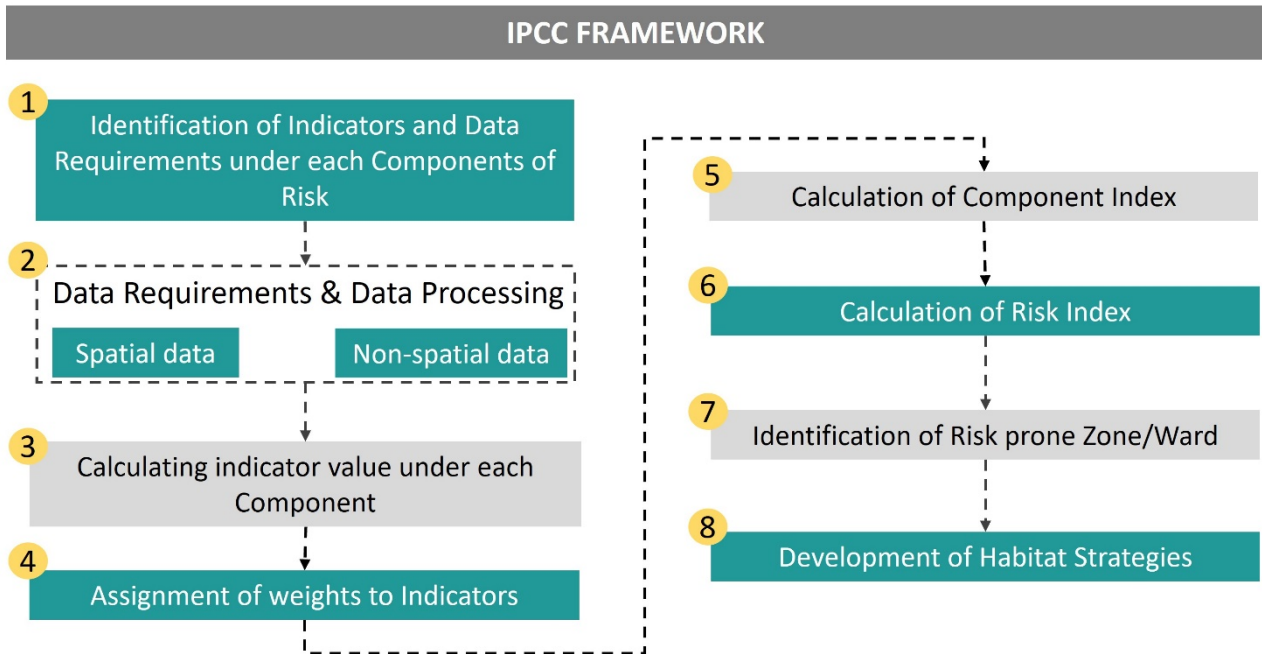 IPCC FRAMEWORK
1
Identification of Indicators and Data
Requirements under each Components of
Risk
2
Data Requirements & Data Processing
Spatial data
Non-spatial data
3
Calculating indicator value under each
Component
4
Assignment of weights to Indicators
5
Calculation of Component Index
6
Calculation of Risk Index
7
Identification of Risk prone Zone/Ward
8
Development of Habitat Strategies